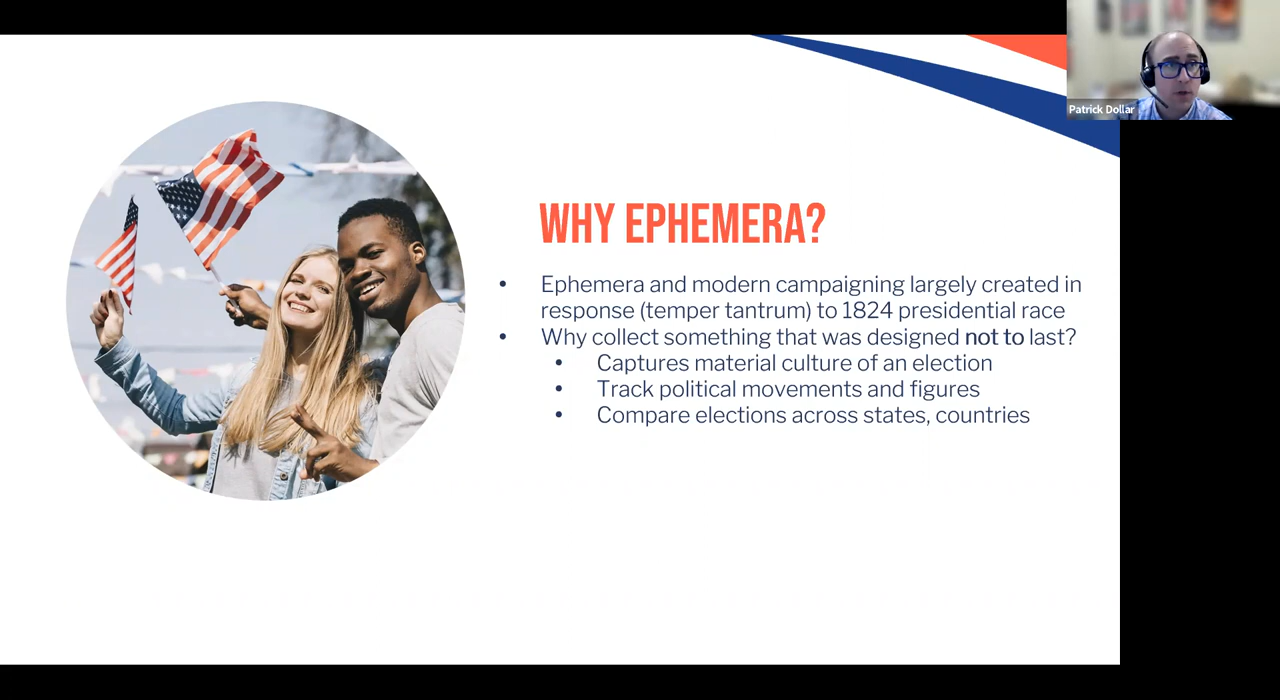 Patrick Dollar
WHY EPHEMERA?
• Ephemera and modern campaigning largely created in
response (temper tantrum) to 1824 presidential race
• Why collect something that was designed not to last?
• Captures material culture of an election
• Track political movements and figures
• Compare elections across states, countries